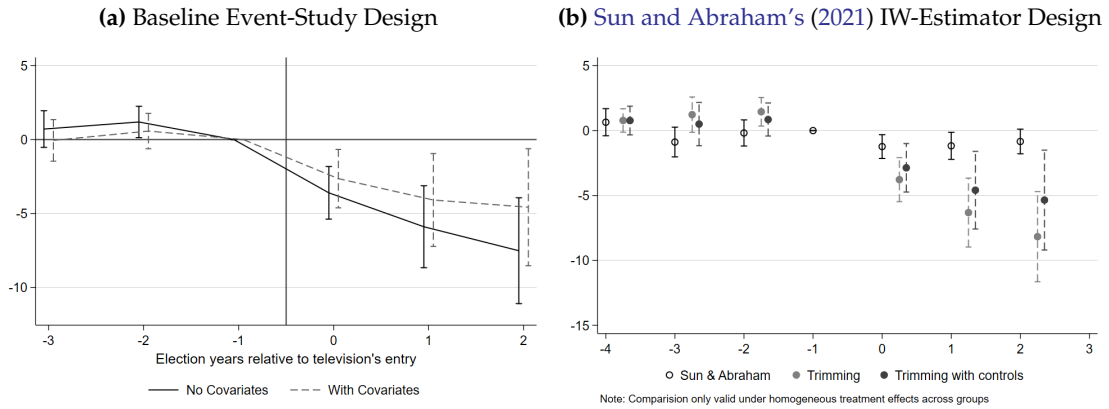 (a) Baseline Event-Study Design
5
0
-5
-10
-3 -2 -1 0 1 2
Election years relative to television's entry
No Covariates With Covariates
(b) Sun and Abraham's (2021) IW-Estimator Design
5
0
-5
-10
-15
-4 -3 -2 -1 0 1 2 3
Sun & Abraham Trimming Trimming with controls
Note: Comparision only valid under homogeneous treatment effects across groups